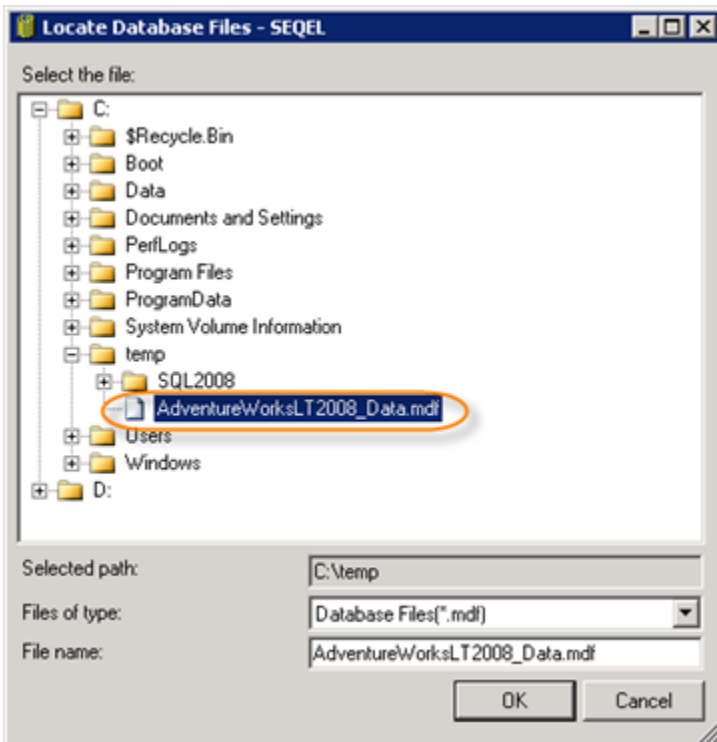 Locate Database Files - SEQEL
Select the file:
C:
$Recycle.Bin
Boot
Data
Documents and Settings
PerfLogs
Program Files
ProgramData
System Volume Information
temp
SQL2008
AdventureWorksLT2008_Data.mdf
Users
Windows
D:
Selected path: C:\temp
Files of type: Database Files(*.mdf)
File name: AdventureWorksLT2008_Data.mdf
OK Cancel